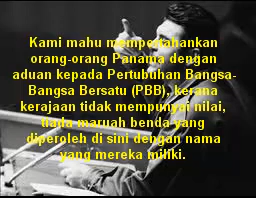 Kami mahu mempertahankan
orang-orang Panama dengan
aduan kepada Pertubuhan Bangsa-
Bangsa Bersatu (PBB), kerana
kerajaan tidak mempunyai nilai,
tiada maruah benda yang
diperoleh di sini dengan nama
yang mereka miliki.